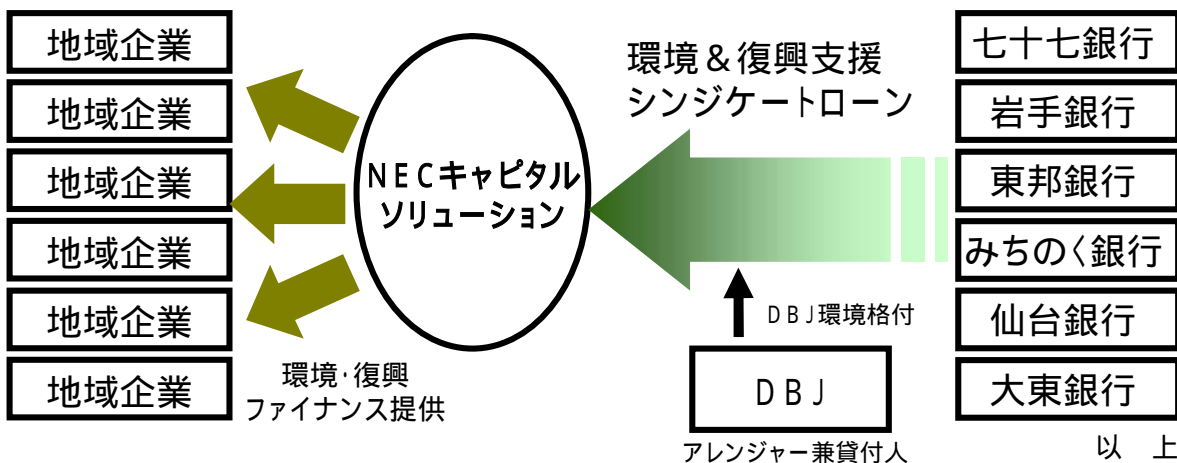 地域企業
地域企業
地域企業
地域企業
地域企業
地域企業
環境･復興
ファイナンス提供
NECキャピタル
ソリューション
環境＆復興支援
シンジケートローン
DBJ環境格付
DBJ
アレンジャー兼貸付人
七十七銀行
岩手銀行
東邦銀行
みちのく銀行
仙台銀行
大東銀行
以 上